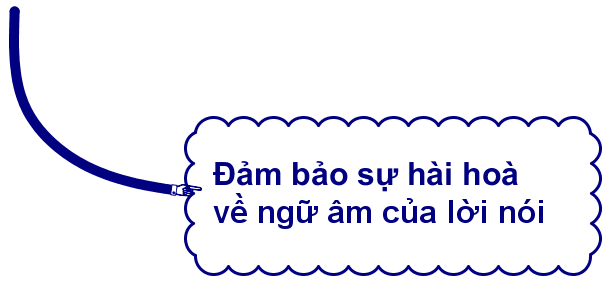 Đảm bảo sự hài hoà
về ngữ âm của lời nói